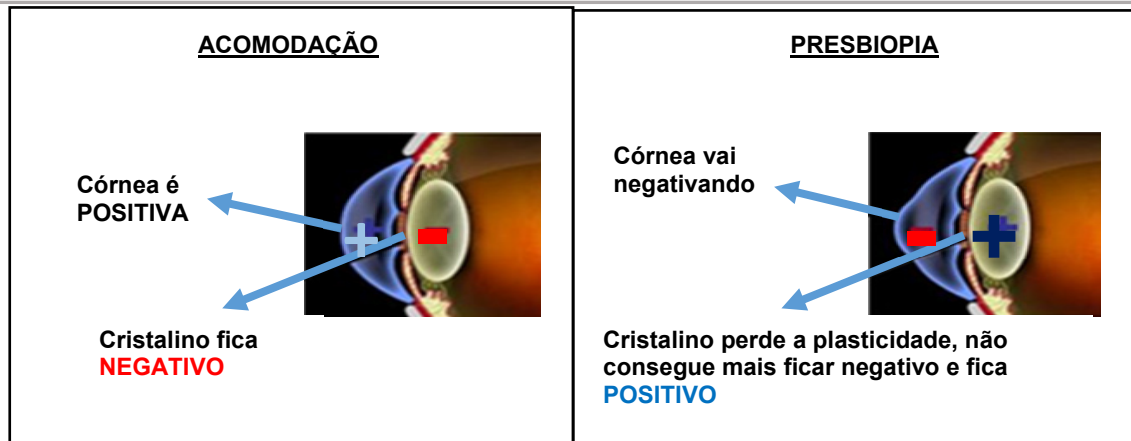 ACOMODAÇÃO
Córnea é
POSITIVA
Cristalino fica
NEGATIVO
PRESBIOPIA
Córnea vai
negativando
Cristalino perde a plasticidade, não
consegue mais ficar negativo e fica
POSITIVO